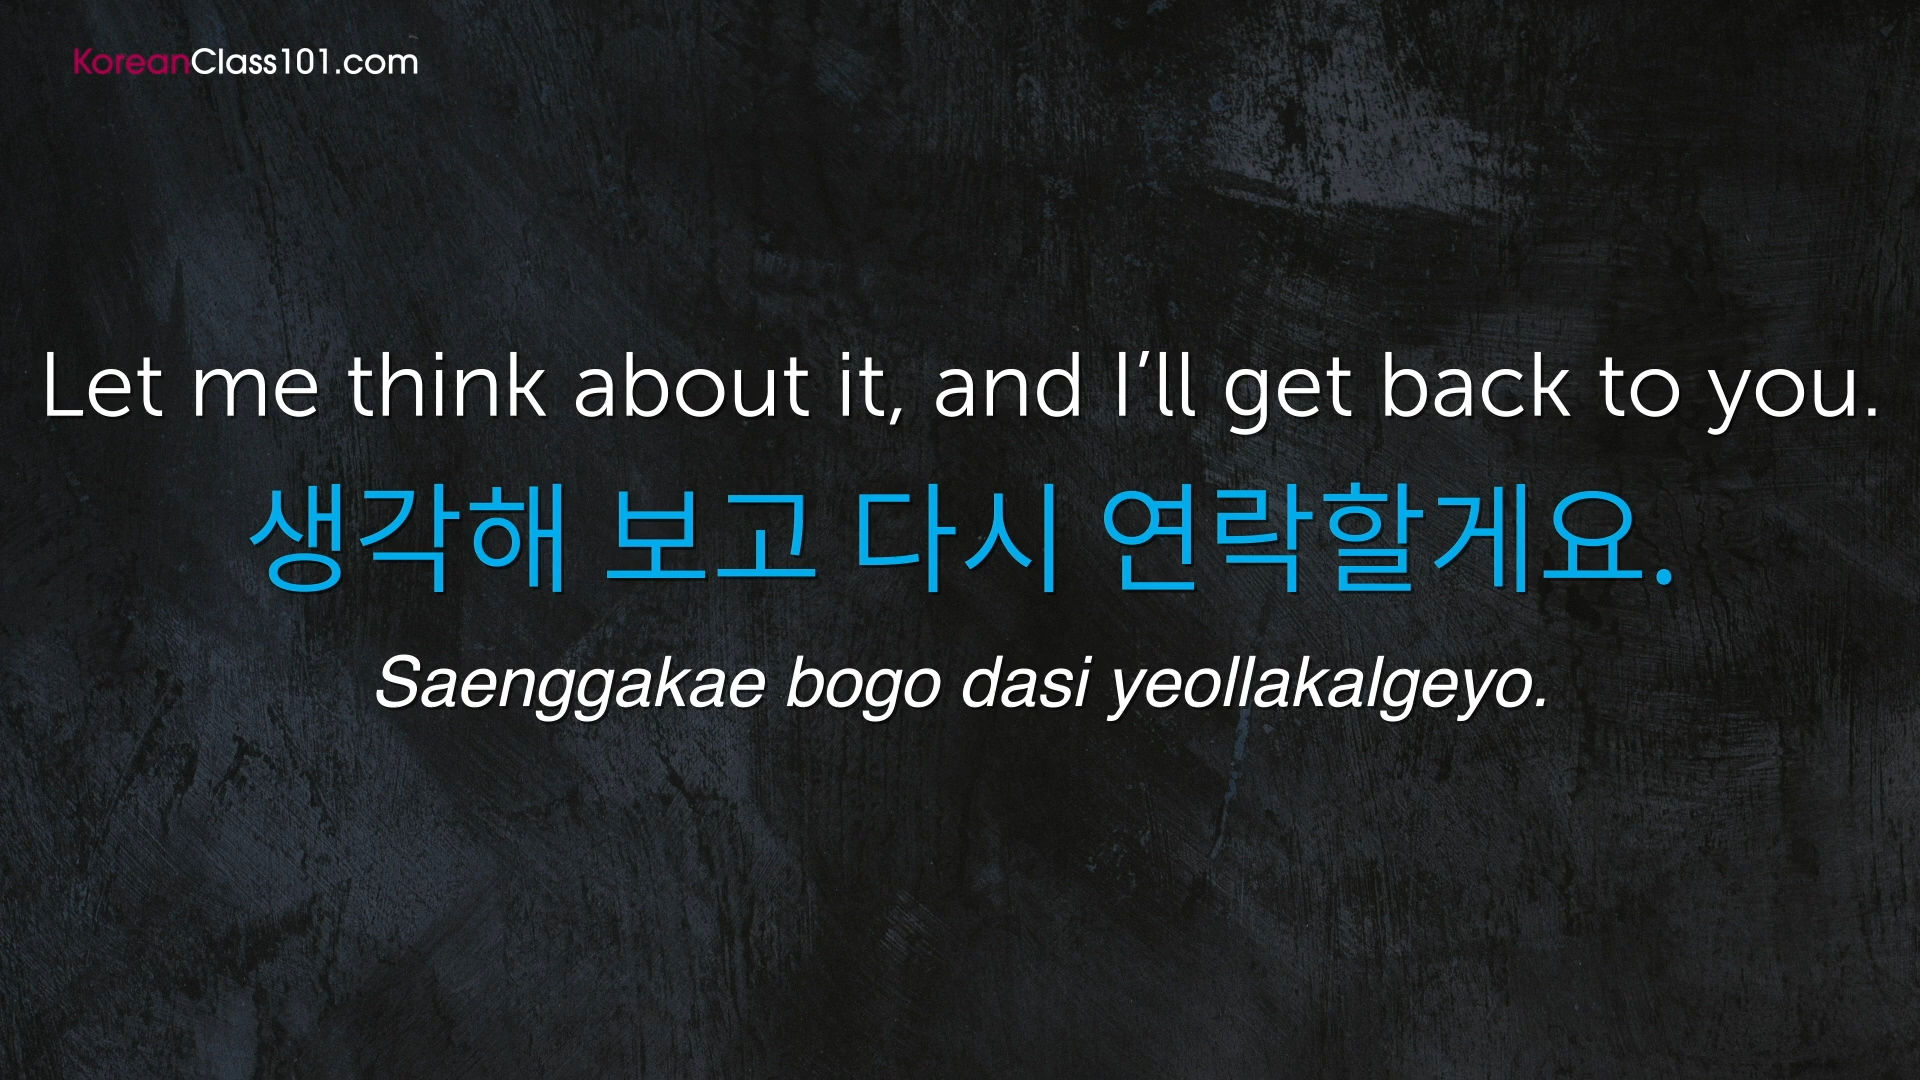 KoreanClass101.com
Let me think about it, and I’ll get back to you.
생각해 보고 다시 연락할게요.
Saenggakae bogo dasi yeollakalgeyo.